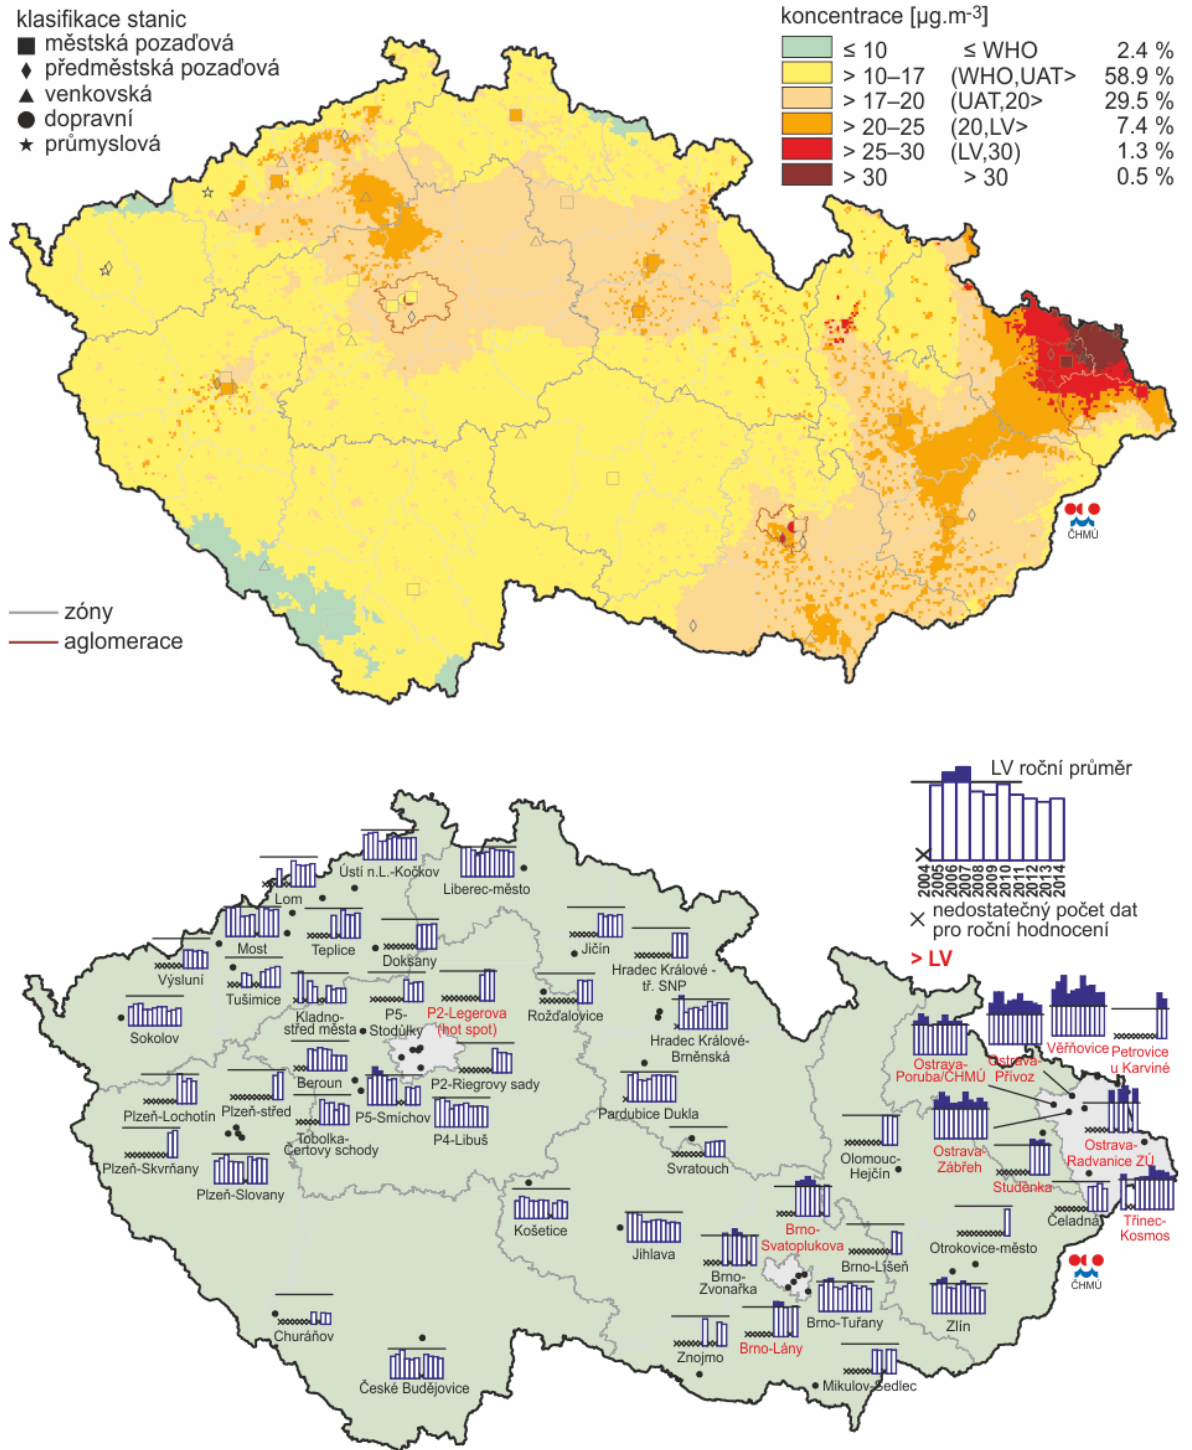 klasifikace stanic
městská pozaďová
předměstská pozaďová
venkovská
dopravní
průmyslová
koncentrace [µg.m-3]
≤ 10 ≤ WHO 2.4 %
> 10–17 (WHO,UAT> 58.9 %
> 17–20 (UAT,20> 29.5 %
> 20–25 (20,LV> 7.4 %
> 25–30 (LV,30) 1.3 %
> 30 > 30 0.5 %
ČHMÚ
zóny
aglomerace
LV roční průměr
2004 2005 2006 2007 2008 2009 2010 2011 2012 2013 2014
nedostatečný počet dat
pro roční hodnocení
> LV
Ústí n.L.-Kočkov
Lom
Liberec-město
Most
Teplice
Doksany
Jičín
Výsluní
Tušimice
Hradec Králové -
tř. SNP
Kladno-
střed města
P5-
Stodůlky
P2-Legerova
(hot spot)
Rožďalovice
Sokolov
Hradec Králové-
Brněnská
Ostrava-
Poruba/ČHMÚ
Ostrava-
Přívoz
Věřňovice
Petrovice
u Karviné
Beroun
P2-Riegrovy sady
Plzeň-Lochotín
Plzeň-střed
P5-Smíchov
Pardubice Dukla
Tobolka-
Čertovy schody
P4-Libuš
Plzeň-Skvrňany
Svratouch
Olomouc-
Hejčín
Ostrava-
Zábřeh
Ostrava-
Radvanice ZÚ
Studénka
Plzeň-Slovany
Košetice
Jihlava
Brno-
Svatoplukova
Čeladná
Třinec-
Kosmos
Otrokovice-město
Brno-Líšeň
Brno-
Zvonařka
ČHMÚ
Churáňov
Brno-Tuřany
Zlín
Znojmo
Brno-Lány
České Budějovice
Mikulov-Sedlec